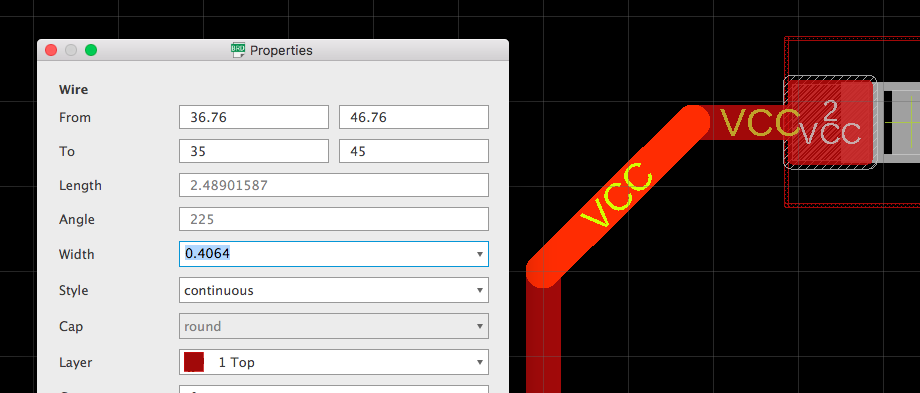 Properties
Wire
From 36.76 46.76
To 35 45
Length 2.48901587
Angle 225
Width 0.4064
Style continuous
Cap round
Layer 1 Top
VCC
2
VCC
VCC